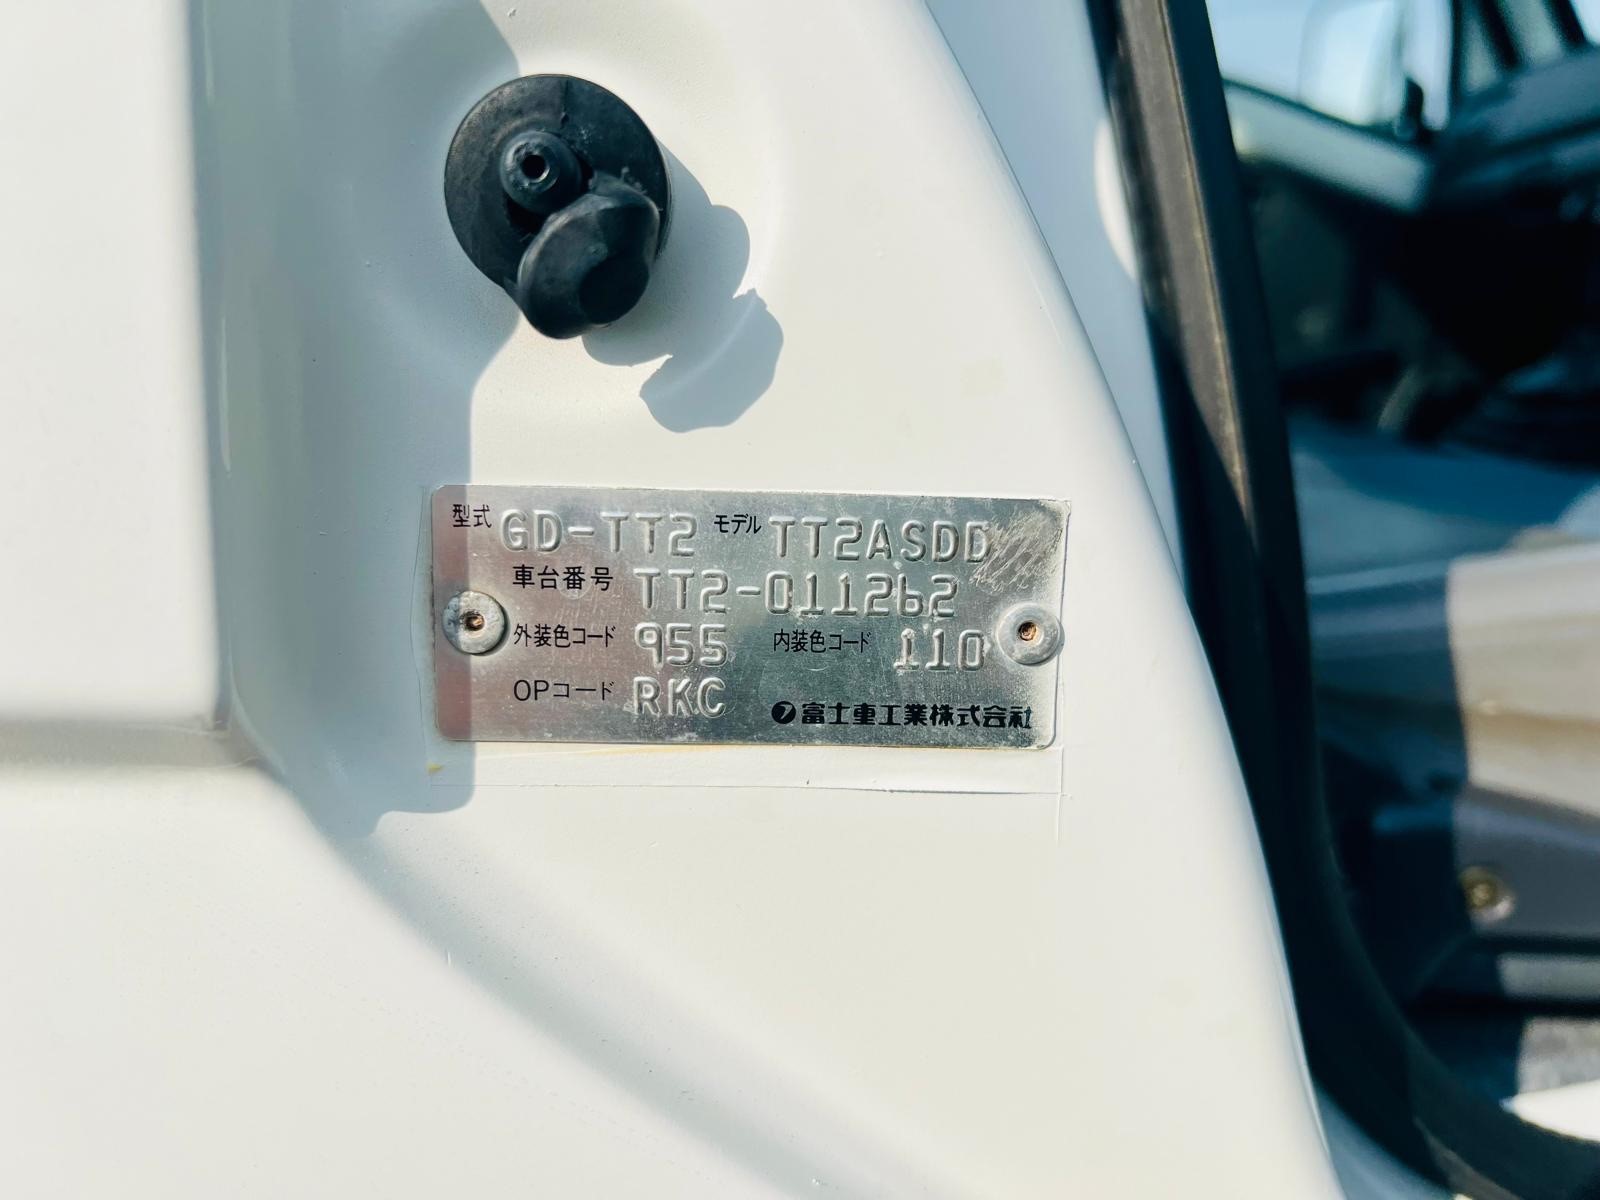 型式 GD-TT2 モデル TT2ASDD
車台番号 TT2-011262
外装色コード 955 内装色コード 110
OPコード RKC
フ 富士重工業株式会社